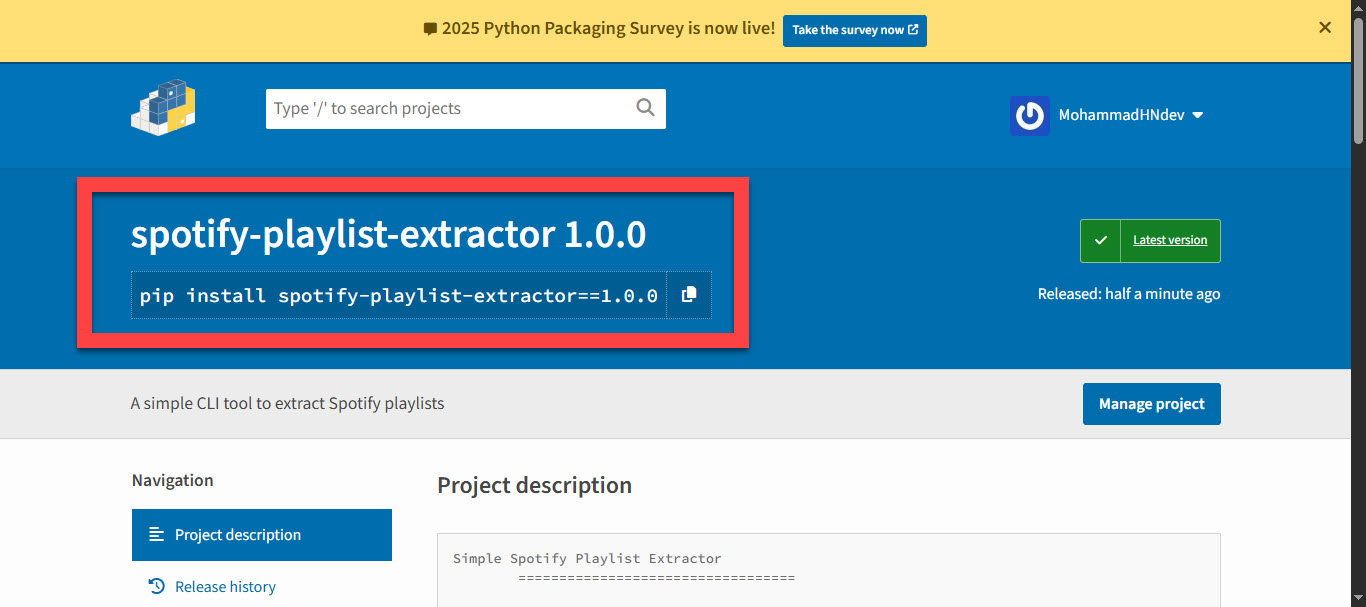 2025 Python Packaging Survey is now live! Take the survey now
Type '/' to search projects
MohammadHNdev
spotify-playlist-extractor 1.0.0
pip install spotify-playlist-extractor==1.0.0
Latest version
Released: half a minute ago
A simple CLI tool to extract Spotify playlists
Manage project
Navigation
Project description
Release history
Project description
Simple Spotify Playlist Extractor
==================================